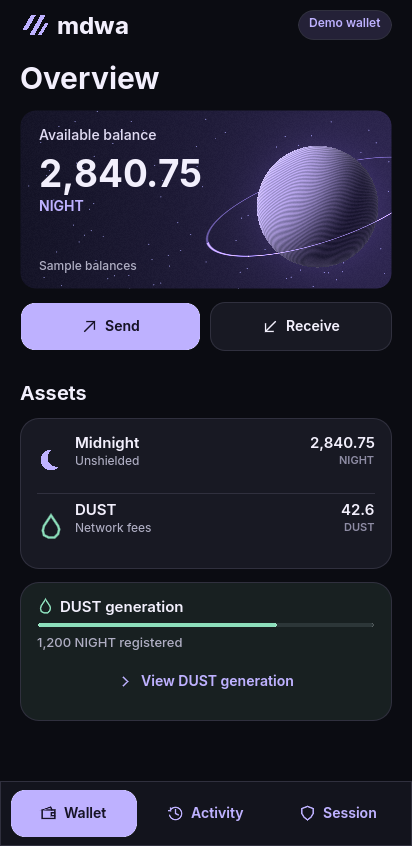 mdwa
Demo wallet
Overview
Available balance
2,840.75
NIGHT
Sample balances
Send
Receive
Assets
Midnight
2,840.75
Unshielded
NIGHT
DUST
42.6
Network fees
DUST
DUST generation
1,200 NIGHT registered
View DUST generation
Wallet
Activity
Session